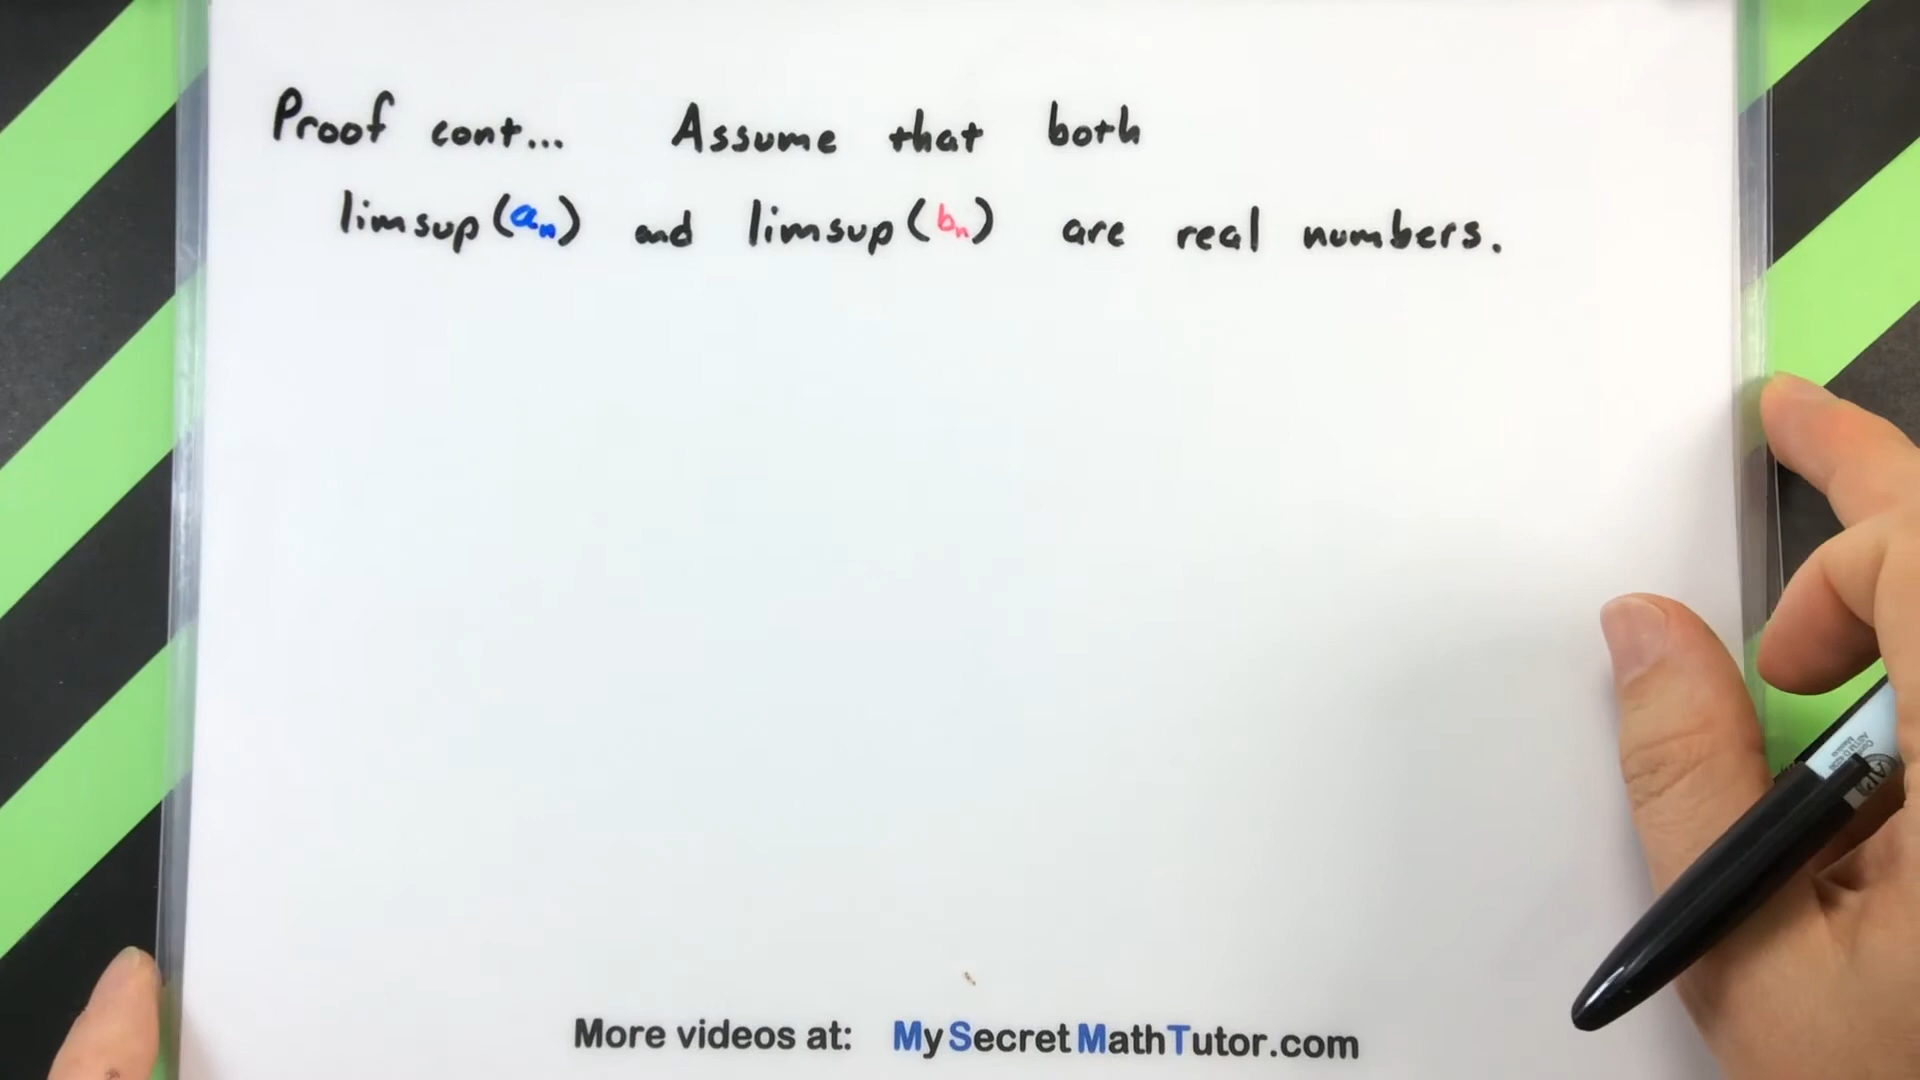 Proof cont... Assume that both
limsup(aₙ) and limsup(bₙ) are real numbers.
More videos at: MySecretMathTutor.com